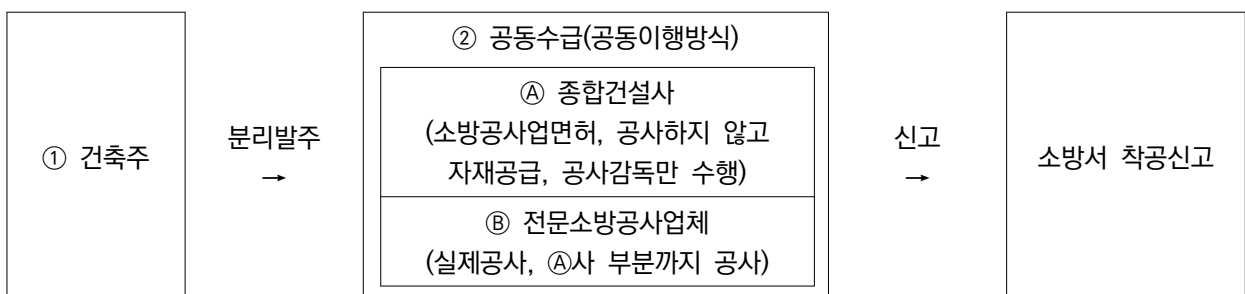 ① 건축주
분리발주
→
② 공동수급(공동이행방식)
Ⓐ 종합건설사
(소방공사업면허, 공사하지 않고
자재공급, 공사감독만 수행)
Ⓑ 전문소방공사업체
(실제공사, Ⓐ사 부분까지 공사)
신고
→
소방서 착공신고